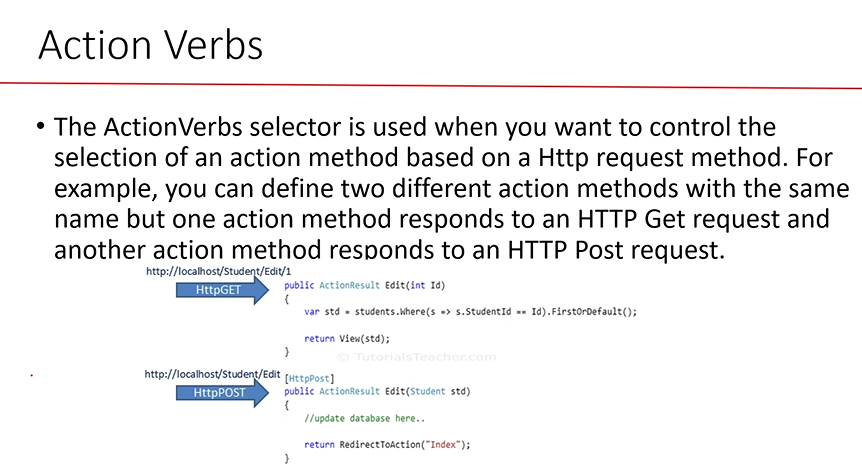 Action Verbs
• The ActionVerbs selector is used when you want to control the
selection of an action method based on a Http request method. For
example, you can define two different action methods with the same
name but one action method responds to an HTTP Get request and
another action method responds to an HTTP Post request.
http://localhost/Student/Edit/1
HttpGET
public ActionResult Edit(int Id)
{
var std = students.Where(s => s.StudentId == Id).FirstOrDefault();
return View(std);
}
© TutorialsTeacher.com
http://localhost/Student/Edit
HttpPOST
[HttpPost]
public ActionResult Edit(Student std)
{
//update database here..
return RedirectToAction("Index");
}